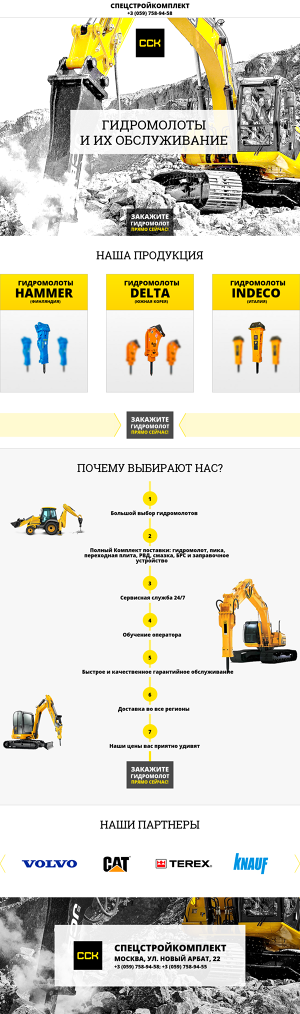 СПЕЦСТРОЙКОМПЛЕКТ
+3 (059) 758-94-58
ССК
ГИДРОМОЛОТЫ
И ИХ ОБСЛУЖИВАНИЕ
ЗАКАЖИТЕ
ГИДРОМОЛОТ
ПРЯМО СЕЙЧАС!
НАША ПРОДУКЦИЯ
ГИДРОМОЛОТЫ
HAMMER
(ФИНЛЯНДИЯ)
ГИДРОМОЛОТЫ
DELTA
(ЮЖНАЯ КОРЕЯ)
ГИДРОМОЛОТЫ
INDECO
(ИТАЛИЯ)
ЗАКАЖИТЕ
ГИДРОМОЛОТ
ПРЯМО СЕЙЧАС!
ПОЧЕМУ ВЫБИРАЮТ НАС?
1
Большой выбор гидромолотов
2
Полный Комплект поставки: гидромолот, пика,
переходная плита, РВД, смазка, БРС и заправочное
устройство
3
Сервисная служба 24/7
4
Обучение оператора
5
Быстрое и качественное гарантийное обслуживание
6
Доставка во все регионы
7
Наши цены вас приятно удивят
ЗАКАЖИТЕ
ГИДРОМОЛОТ
ПРЯМО СЕЙЧАС!
НАШИ ПАРТНЕРЫ
VOLVO
CAT
TEREX
KNAUF
ССК
СПЕЦСТРОЙКОМПЛЕКТ
МОСКВА, УЛ. НОВЫЙ АРБАТ, 22
+3 (059) 758-94-58; +3 (059) 758-94-55